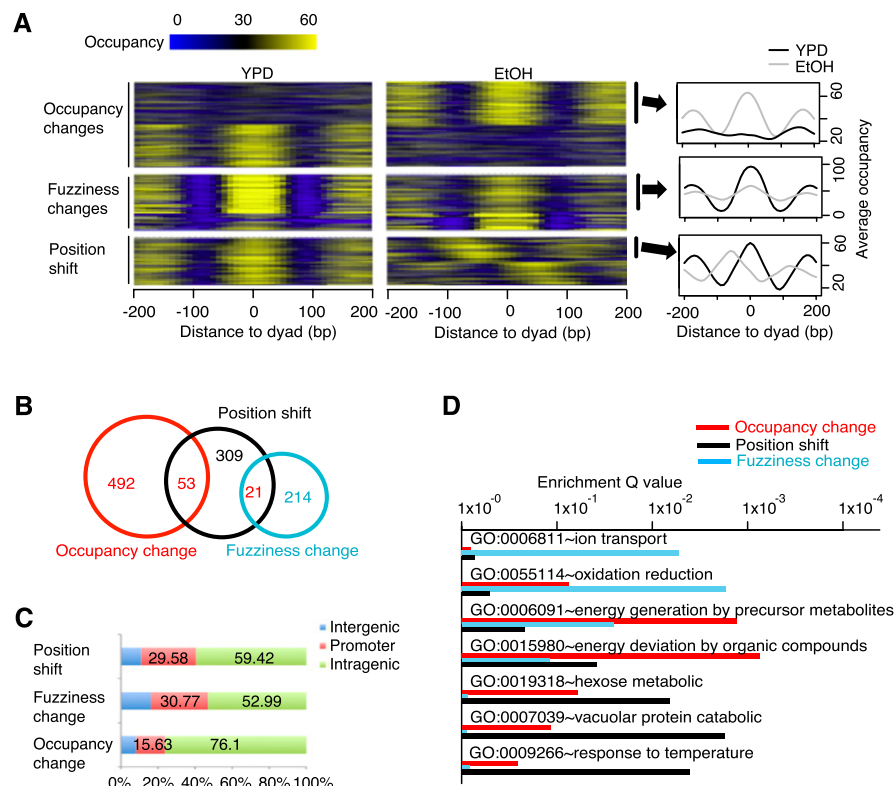 A
0 30 60
Occupancy
YPD
EtOH
YPD
EtOH
Occupancy
changes
Fuzziness
changes
Position
shift
60
20
100
0
60
20
Average occupancy
-200 -100 0 100 200
Distance to dyad (bp)
-200 -100 0 100 200
Distance to dyad (bp)
-200 0 200
Distance to dyad (bp)
B
Position shift
309
492
53
21
214
Occupancy change
Fuzziness change
C
Intergenic
Promoter
Intragenic
Position
shift
29.58 59.42
Fuzziness
change
30.77 52.99
Occupancy
change
15.63 76.1
0% 20% 40% 60% 80% 100%
D
Occupancy change
Position shift
Fuzziness change
Enrichment Q value
1x10-0 1x10-1 1x10-2 1x10-3 1x10-4
GO:0006811~ion transport
GO:0055114~oxidation reduction
GO:0006091~energy generation by precursor metabolites
GO:0015980~energy deviation by organic compounds
GO:0019318~hexose metabolic
GO:0007039~vacuolar protein catabolic
GO:0009266~response to temperature